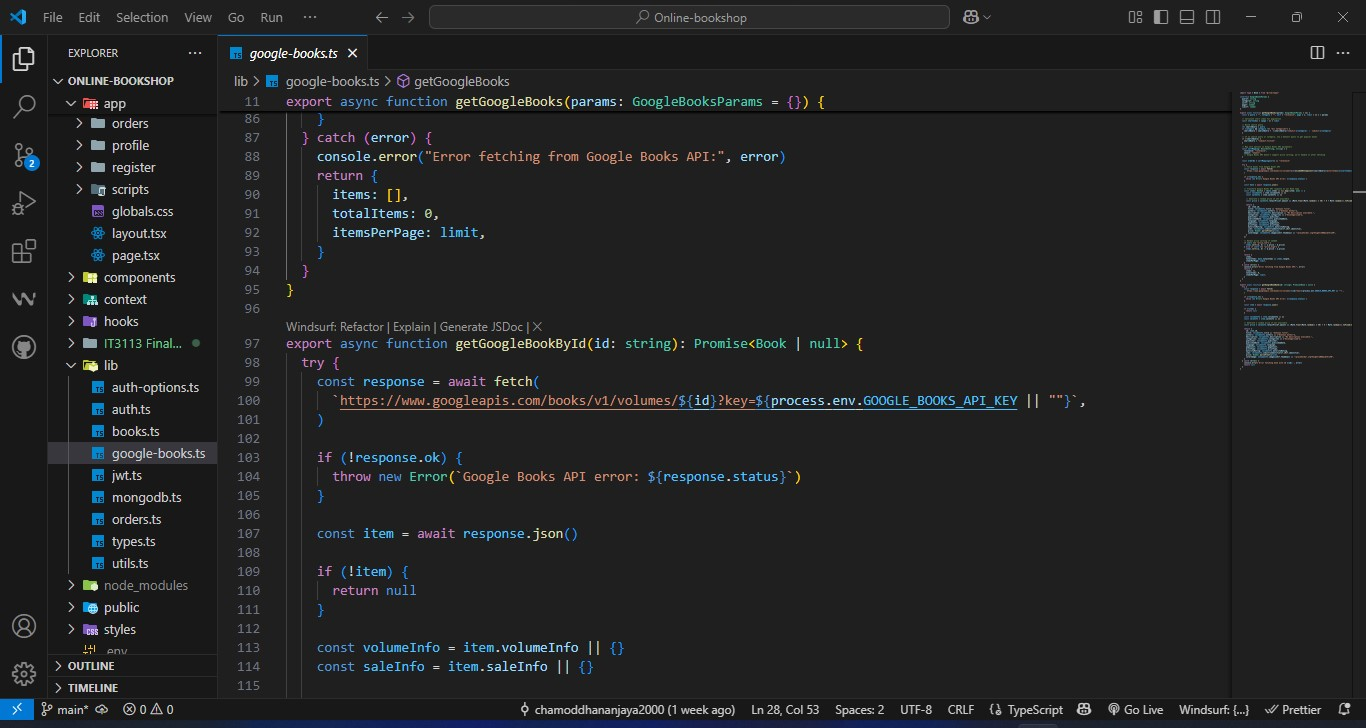 File Edit Selection View Go Run ··· Online-bookshop
EXPLORER ···
google-books.ts
ONLINE-BOOKSHOP
lib > google-books.ts > getGoogleBooks
app
orders
profile
register
scripts
globals.css
layout.tsx
page.tsx
components
context
hooks
IT3113 Final...
lib
auth-options.ts
auth.ts
books.ts
google-books.ts
jwt.ts
mongodb.ts
orders.ts
types.ts
utils.ts
node_modules
public
styles
.env
OUTLINE
TIMELINE
2
11 export async function getGoogleBooks(params: GoogleBooksParams = {}) {
86 }
87 } catch (error) {
88 console.error("Error fetching from Google Books API:", error)
89 return {
90 items: [],
91 totalItems: 0,
92 itemsPerPage: limit,
93 }
94 }
95 }
96
Windsurf: Refactor | Explain | Generate JSDoc | X
97 export async function getGoogleBookById(id: string): Promise<Book | null> {
98 try {
99 const response = await fetch(
100 `https://www.googleapis.com/books/v1/volumes/${id}?key=${process.env.GOOGLE_BOOKS_API_KEY || ""}`,
101 )
102
103 if (!response.ok) {
104 throw new Error(`Google Books API error: ${response.status}`)
105 }
106
107 const item = await response.json()
108
109 if (!item) {
110 return null
111 }
112
113 const volumeInfo = item.volumeInfo || {}
114 const saleInfo = item.saleInfo || {}
115
main* 0 0 chamoddhananjaya2000 (1 week ago) Ln 28, Col 53 Spaces: 2 UTF-8 CRLF {} TypeScript Go Live Windsurf: {...} Prettier